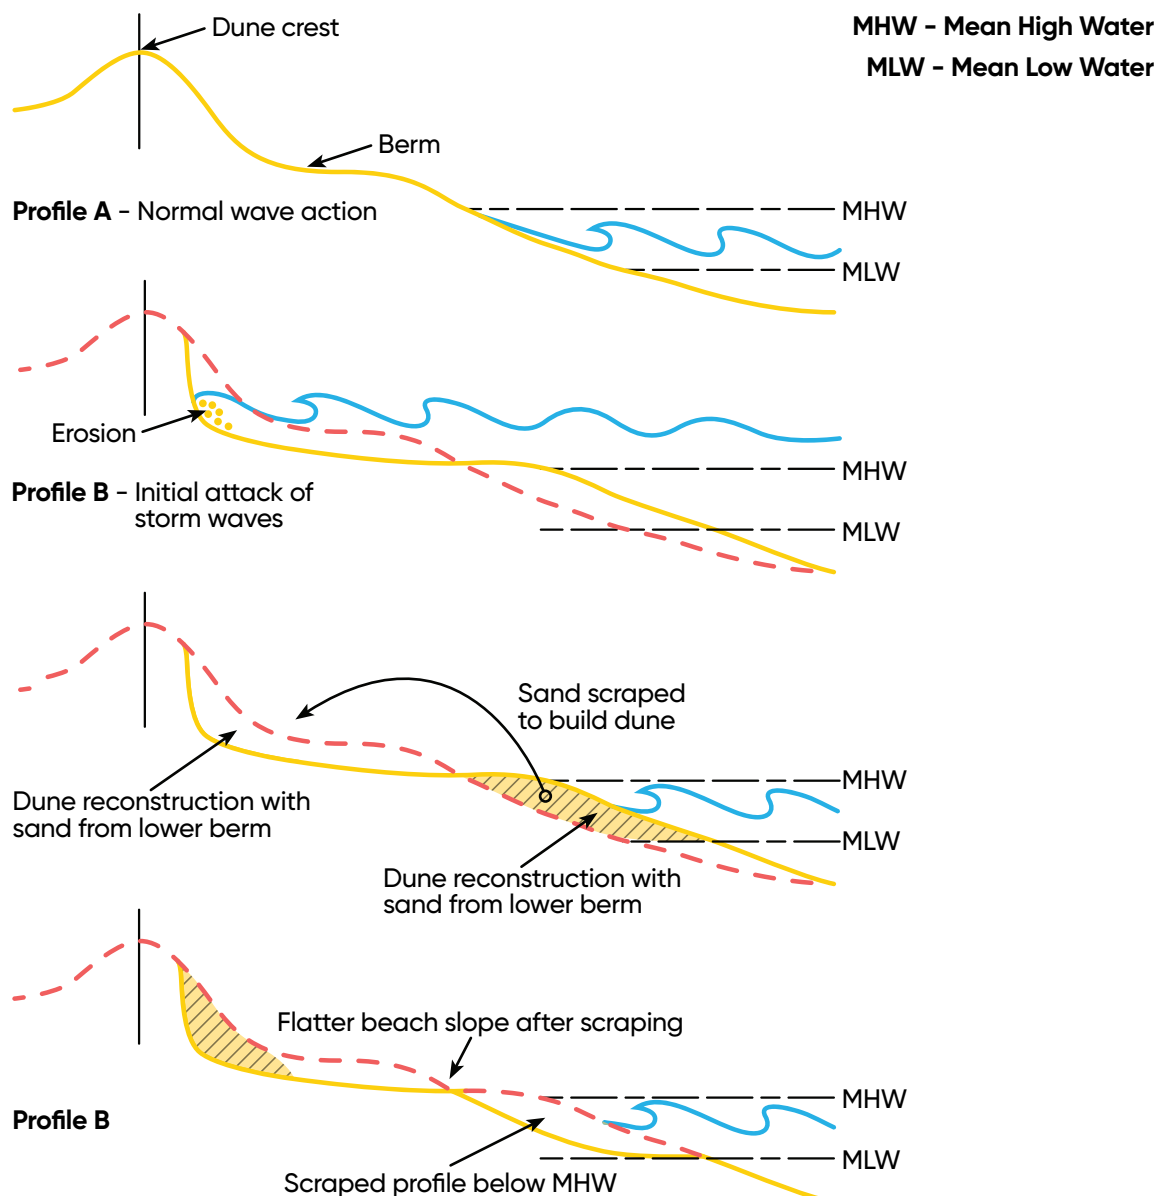 Dune crest
MHW - Mean High Water
MLW - Mean Low Water
Berm
Profile A - Normal wave action
MHW
MLW
Erosion
MHW
Profile B - Initial attack of
storm waves
MLW
Sand scraped
to build dune
MHW
Dune reconstruction with
sand from lower berm
MLW
Dune reconstruction with
sand from lower berm
Flatter beach slope after scraping
MHW
Profile B
MLW
Scraped profile below MHW